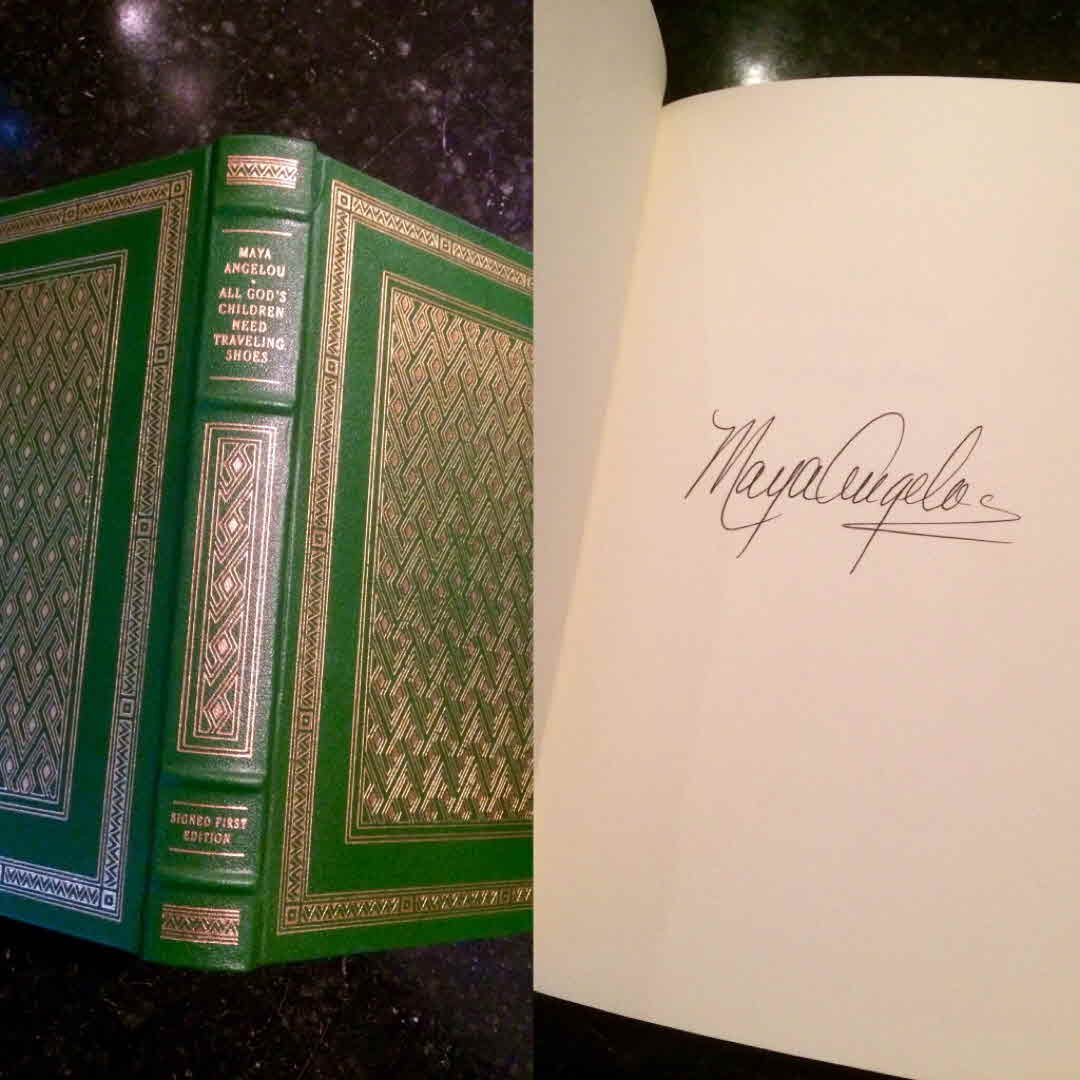 MAYA
ANGELOU
ALL GOD'S
CHILDREN
NEED
TRAVELING
SHOES
SIGNED FIRST
EDITION
Maya Angelou